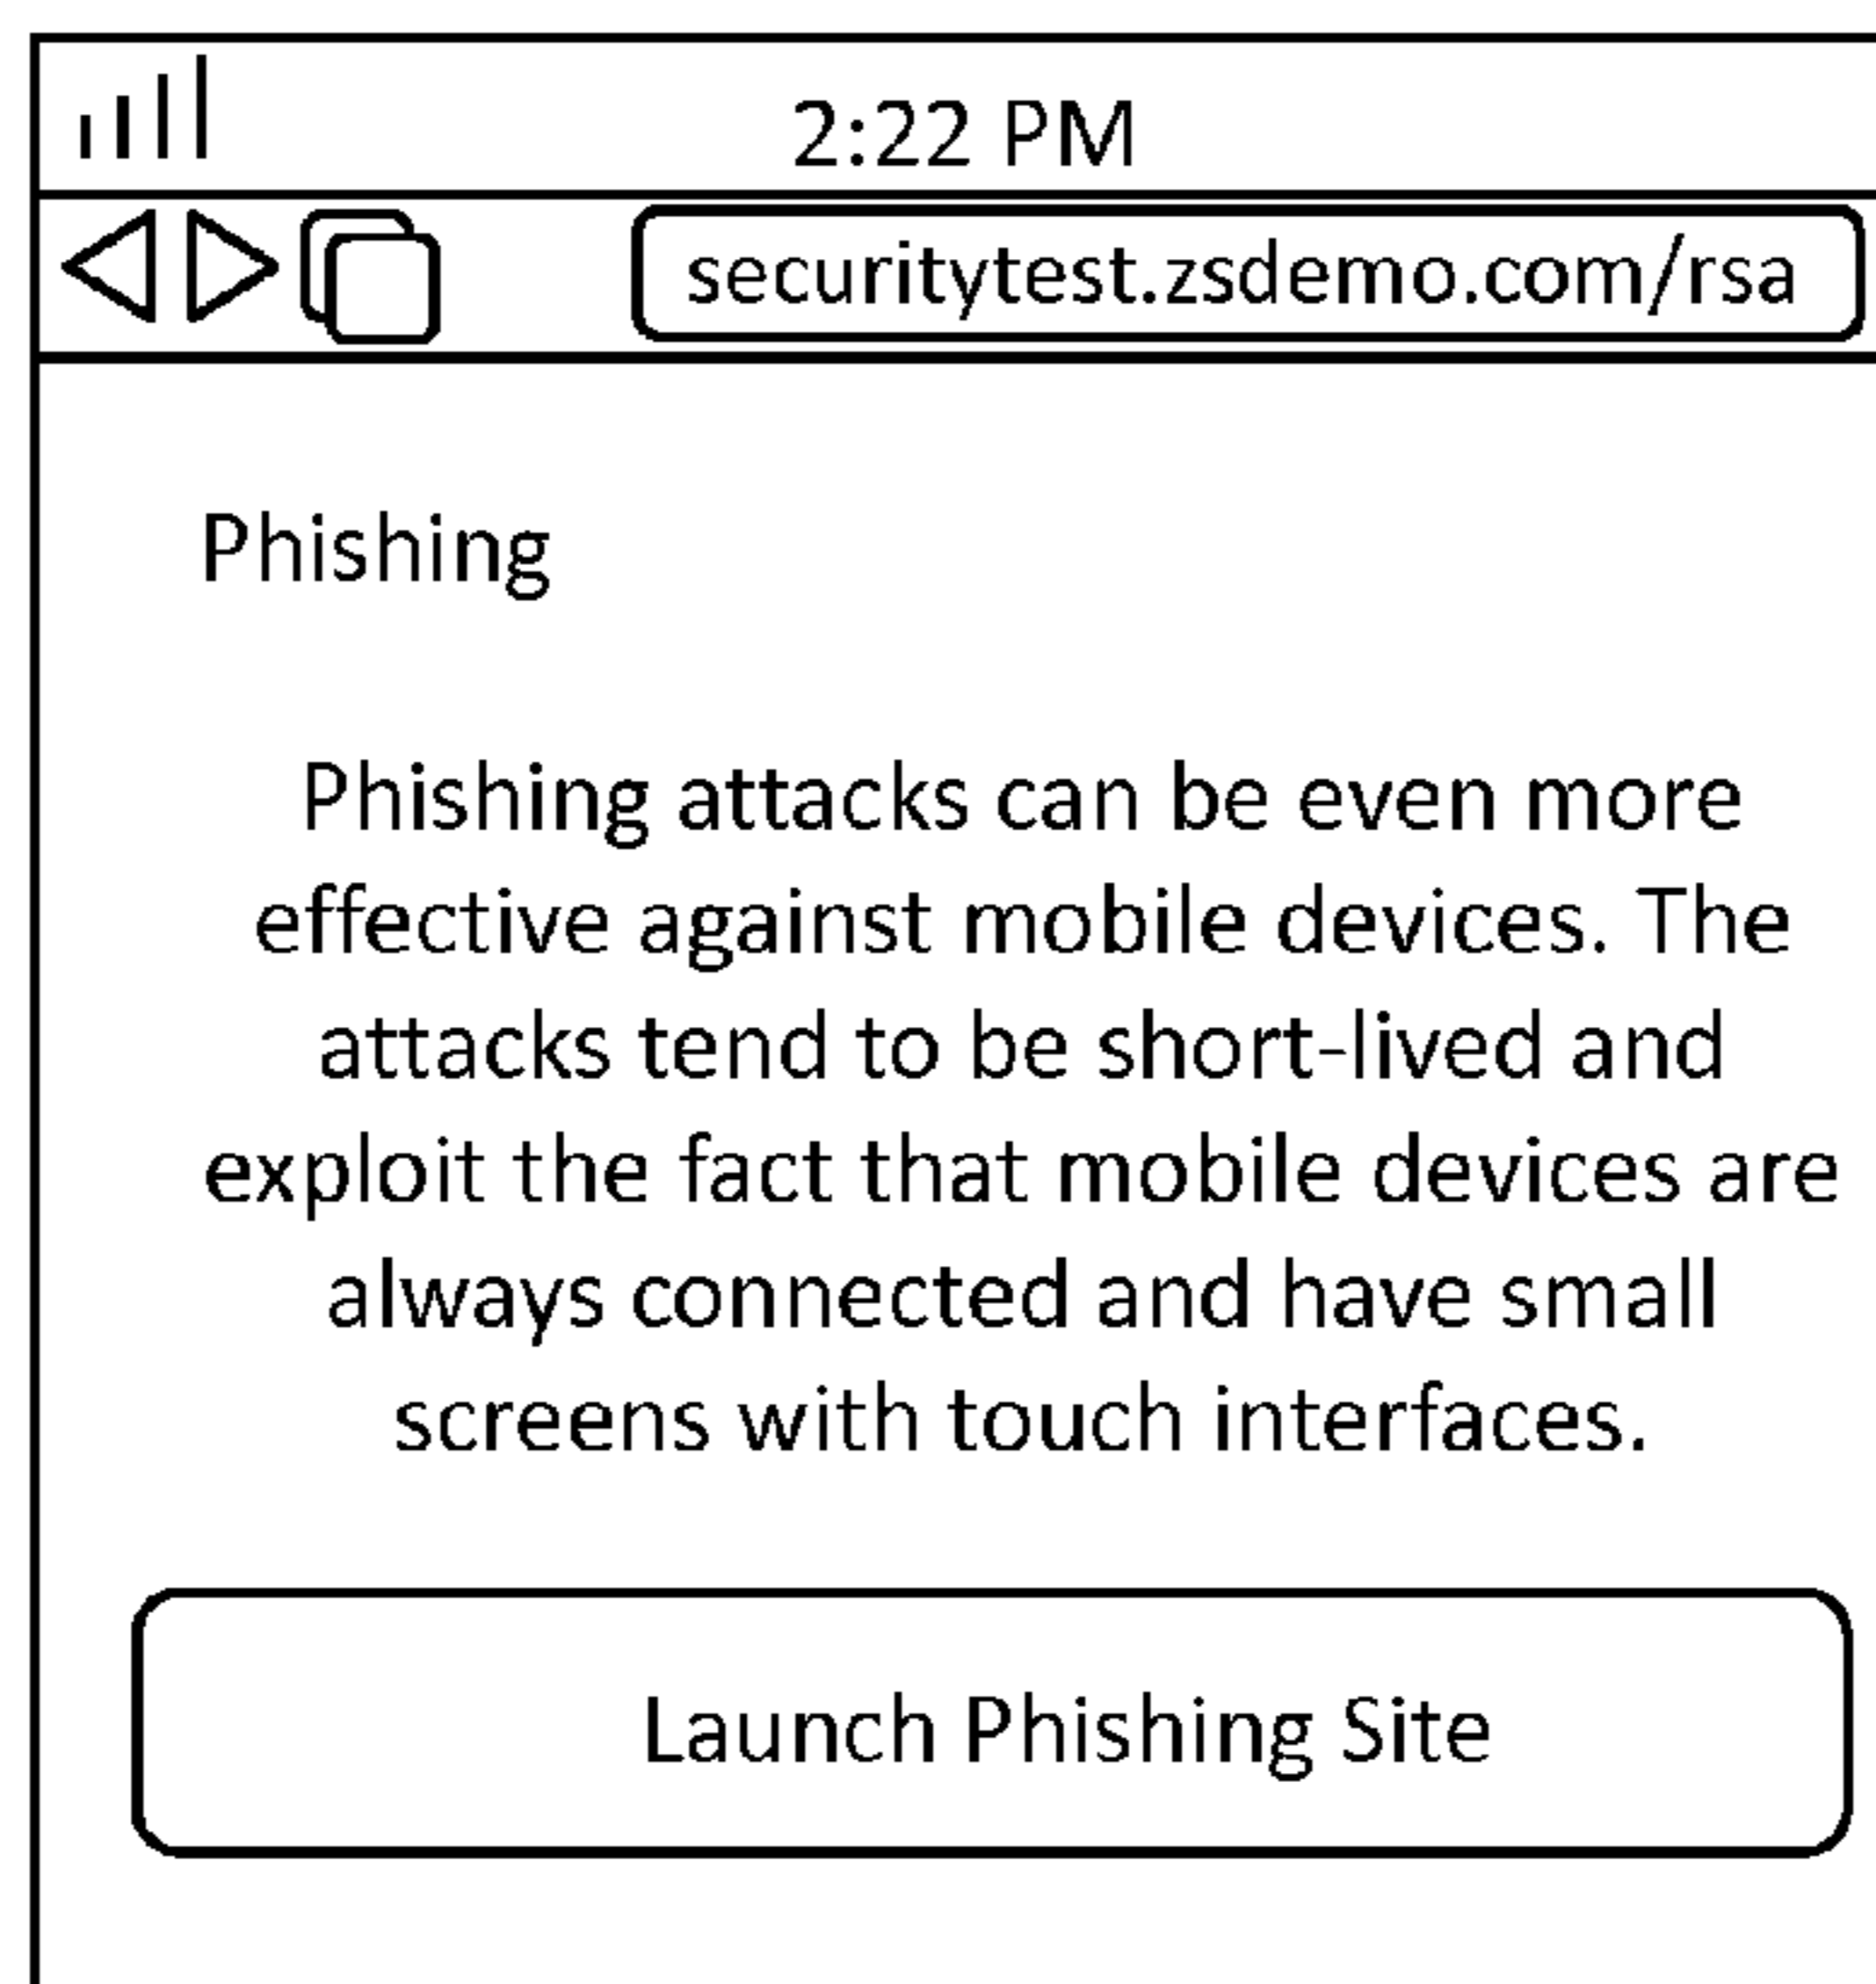 2:22 PM
securitytest.zsdemo.com/rsa
Phishing
Phishing attacks can be even more
effective against mobile devices. The
attacks tend to be short-lived and
exploit the fact that mobile devices are
always connected and have small
screens with touch interfaces.
Launch Phishing Site